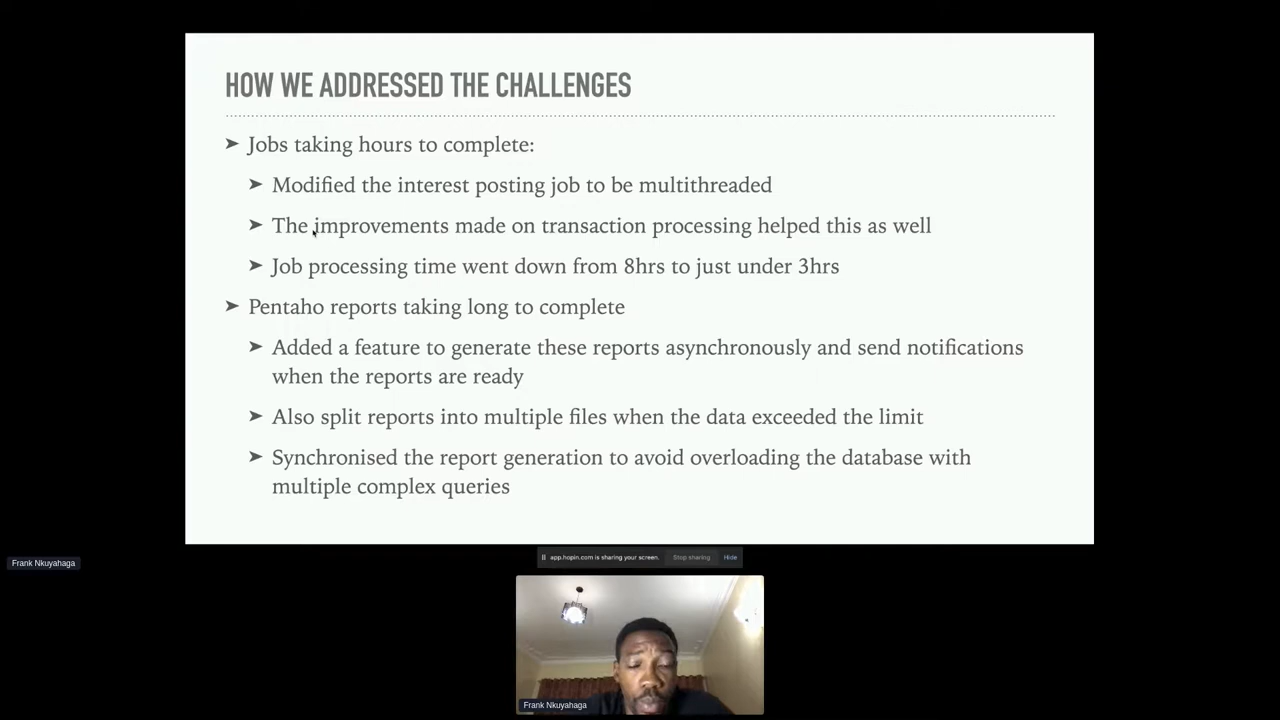 HOW WE ADDRESSED THE CHALLENGES
➤ Jobs taking hours to complete:
➤ Modified the interest posting job to be multithreaded
➤ The improvements made on transaction processing helped this as well
➤ Job processing time went down from 8hrs to just under 3hrs
➤ Pentaho reports taking long to complete
➤ Added a feature to generate these reports asynchronously and send notifications
when the reports are ready
➤ Also split reports into multiple files when the data exceeded the limit
➤ Synchronised the report generation to avoid overloading the database with
multiple complex queries
Frank Nkuyahaga
app.hopin.com is sharing your screen. Stop sharing Hide
Frank Nkuyahaga